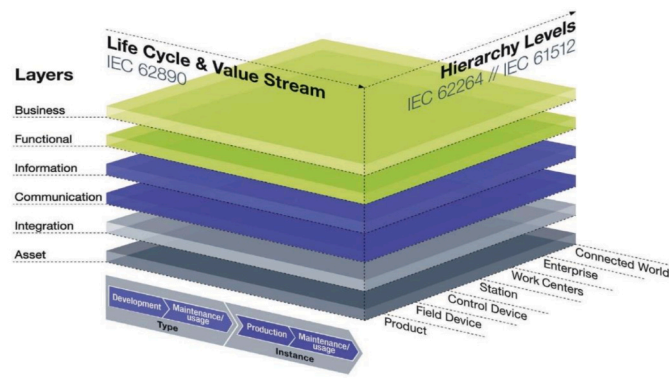 Life Cycle & Value Stream
IEC 62890
Hierarchy Levels
IEC 62264 // IEC 61512
Layers
Business
Functional
Information
Communication
Integration
Asset
Development
Maintenance/
usage
Type
Production
Maintenance/
usage
Instance
Connected World
Enterprise
Work Centers
Station
Control Device
Field Device
Product